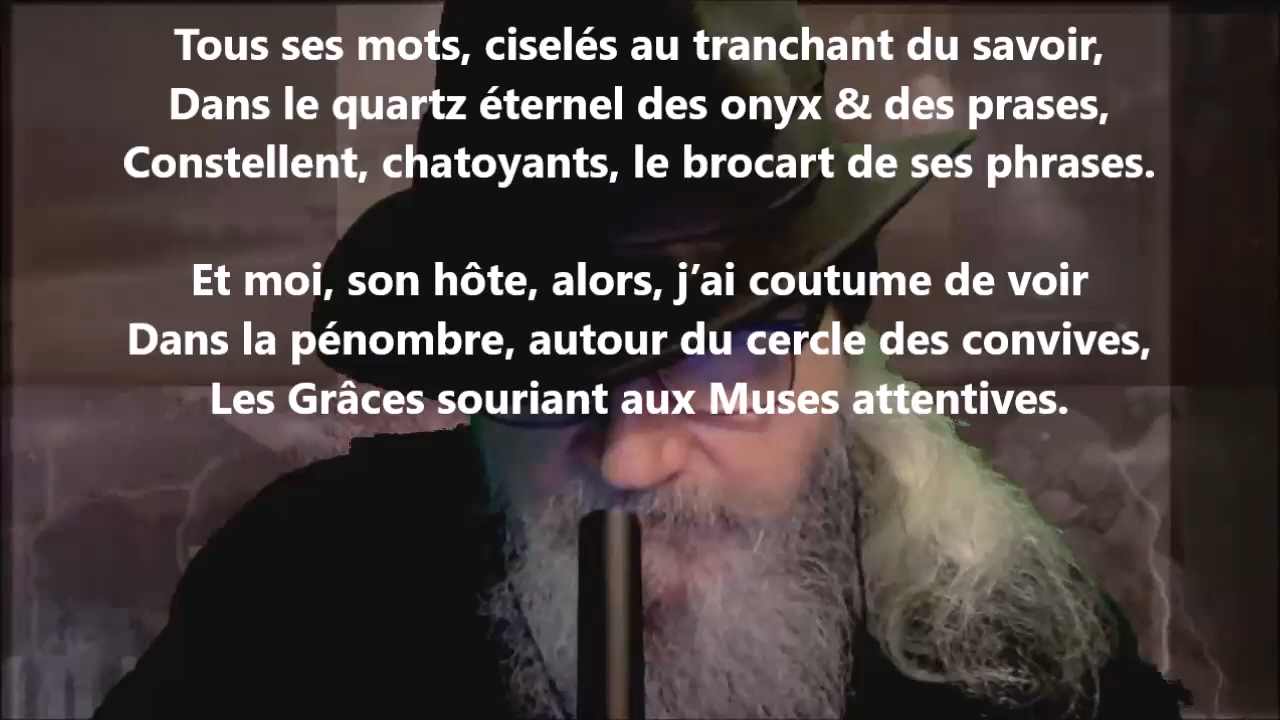 Tous ses mots, ciselés au tranchant du savoir,
Dans le quartz éternel des onyx & des prases,
Constellent, chatoyants, le brocart de ses phrases.
Et moi, son hôte, alors, j’ai coutume de voir
Dans la pénombre, autour du cercle des convives,
Les Grâces souriant aux Muses attentives.